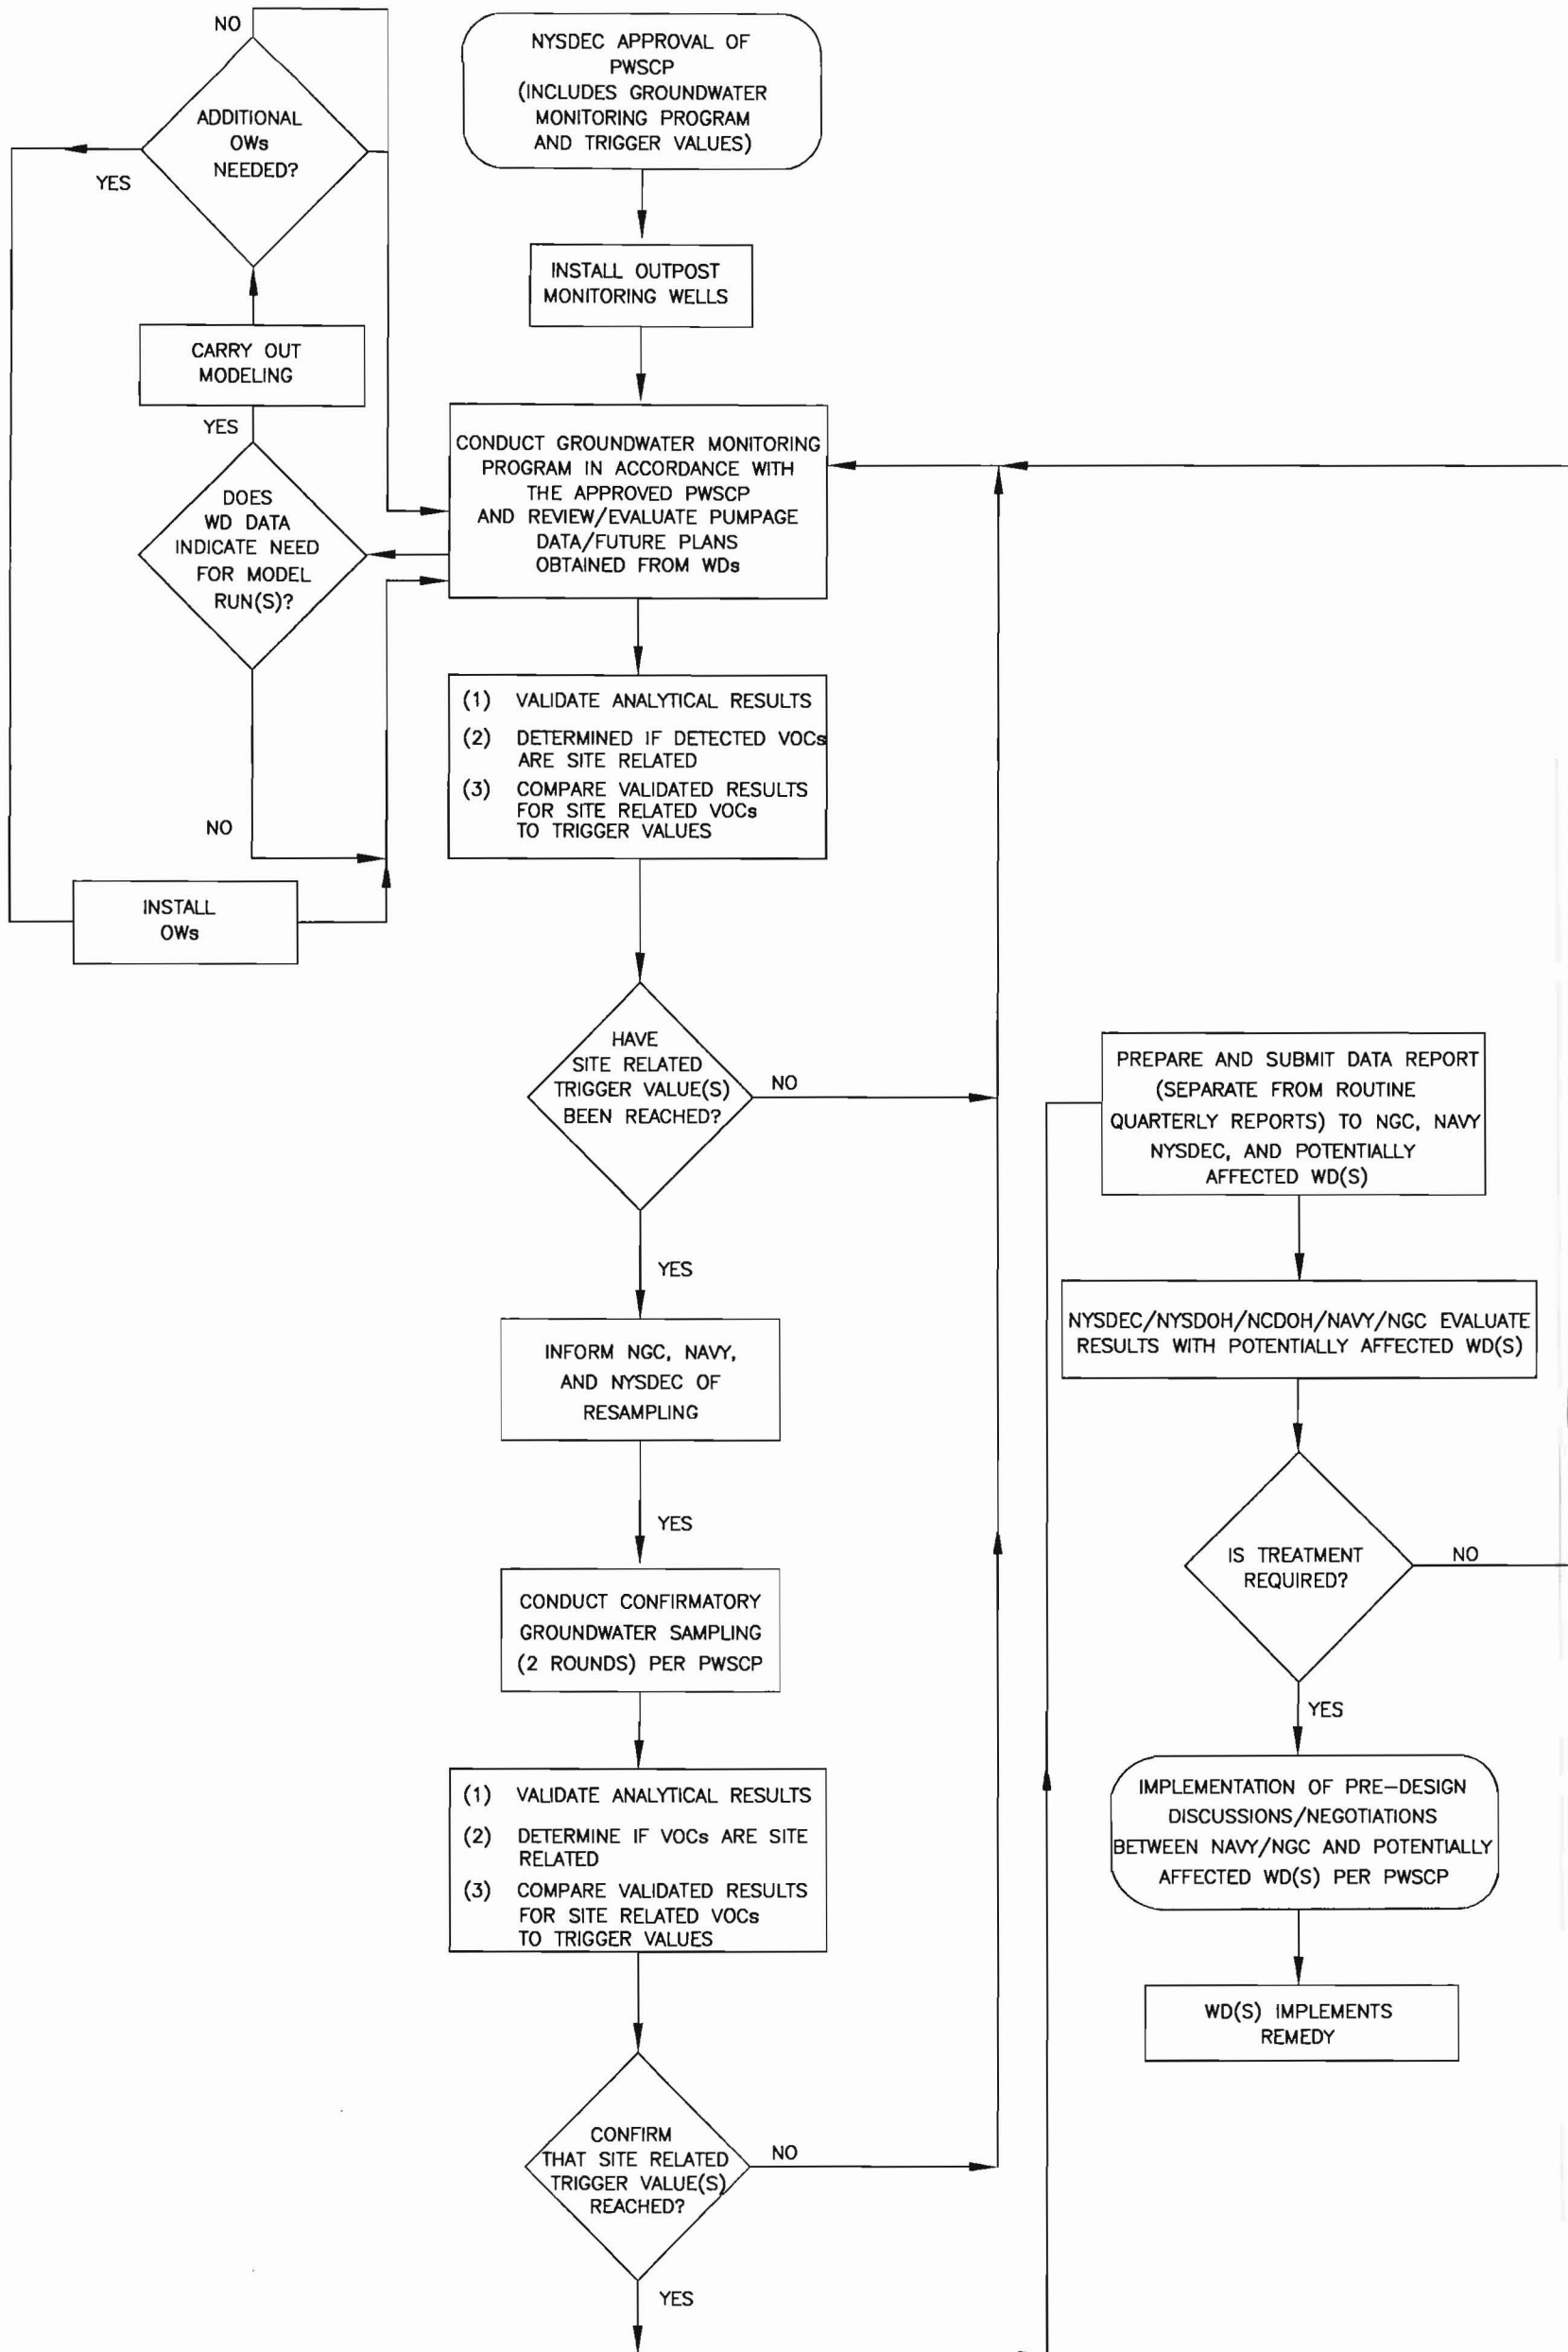 NO
ADDITIONAL
OWs
NEEDED?
YES
CARRY OUT
MODELING
YES
DOES
WD DATA
INDICATE NEED
FOR MODEL
RUN(S)?
NO
INSTALL
OWs
NYSDEC APPROVAL OF
PWSCP
(INCLUDES GROUNDWATER
MONITORING PROGRAM
AND TRIGGER VALUES)
INSTALL OUTPOST
MONITORING WELLS
CONDUCT GROUNDWATER MONITORING
PROGRAM IN ACCORDANCE WITH
THE APPROVED PWSCP
AND REVIEW/EVALUATE PUMPAGE
DATA/FUTURE PLANS
OBTAINED FROM WDs
(1) VALIDATE ANALYTICAL RESULTS
(2) DETERMINED IF DETECTED VOCs
ARE SITE RELATED
(3) COMPARE VALIDATED RESULTS
FOR SITE RELATED VOCs
TO TRIGGER VALUES
HAVE
SITE RELATED
TRIGGER VALUE(S)
BEEN REACHED?
NO
YES
INFORM NGC, NAVY,
AND NYSDEC OF
RESAMPLING
YES
CONDUCT CONFIRMATORY
GROUNDWATER SAMPLING
(2 ROUNDS) PER PWSCP
(1) VALIDATE ANALYTICAL RESULTS
(2) DETERMINE IF VOCs ARE SITE
RELATED
(3) COMPARE VALIDATED RESULTS
FOR SITE RELATED VOCs
TO TRIGGER VALUES
CONFIRM
THAT SITE RELATED
TRIGGER VALUE(S)
REACHED?
NO
YES
PREPARE AND SUBMIT DATA REPORT
(SEPARATE FROM ROUTINE
QUARTERLY REPORTS) TO NGC, NAVY
NYSDEC, AND POTENTIALLY
AFFECTED WD(S)
NYSDEC/NYSDOH/NCDOH/NAVY/NGC EVALUATE
RESULTS WITH POTENTIALLY AFFECTED WD(S)
IS TREATMENT
REQUIRED?
NO
YES
IMPLEMENTATION OF PRE-DESIGN
DISCUSSIONS/NEGOTIATIONS
BETWEEN NAVY/NGC AND POTENTIALLY
AFFECTED WD(S) PER PWSCP
WD(S) IMPLEMENTS
REMEDY